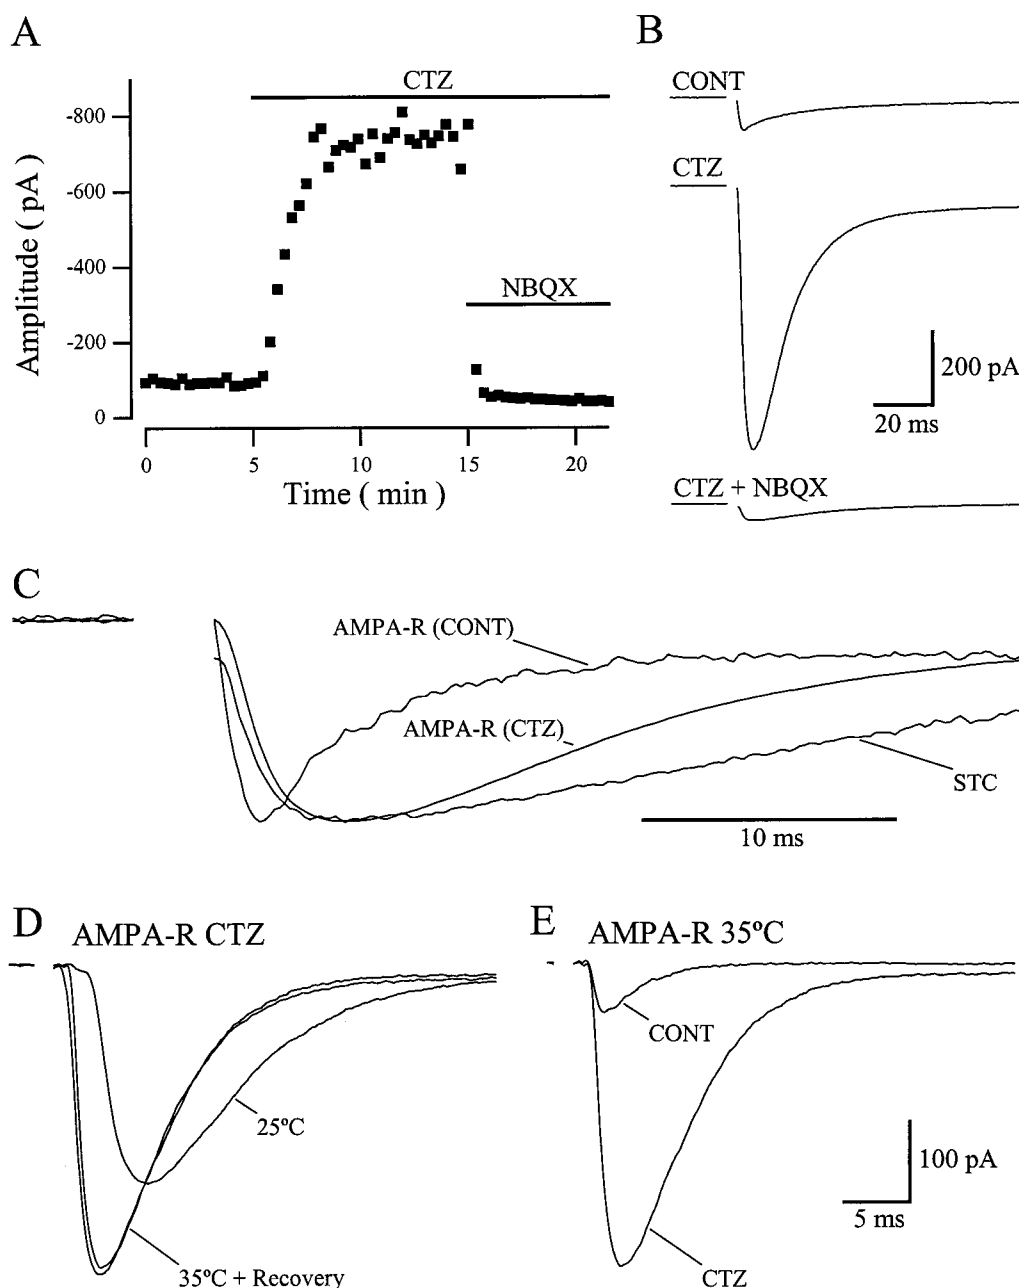 A
CTZ
-800
-600
-400
-200
0
Amplitude ( pA )
NBQX
0
5
10
15
20
Time ( min )
B
CONT
CTZ
200 pA
20 ms
CTZ + NBQX
C
AMPA-R (CONT)
AMPA-R (CTZ)
STC
10 ms
D
AMPA-R CTZ
25ºC
35ºC + Recovery
E
AMPA-R 35ºC
CONT
100 pA
5 ms
CTZ